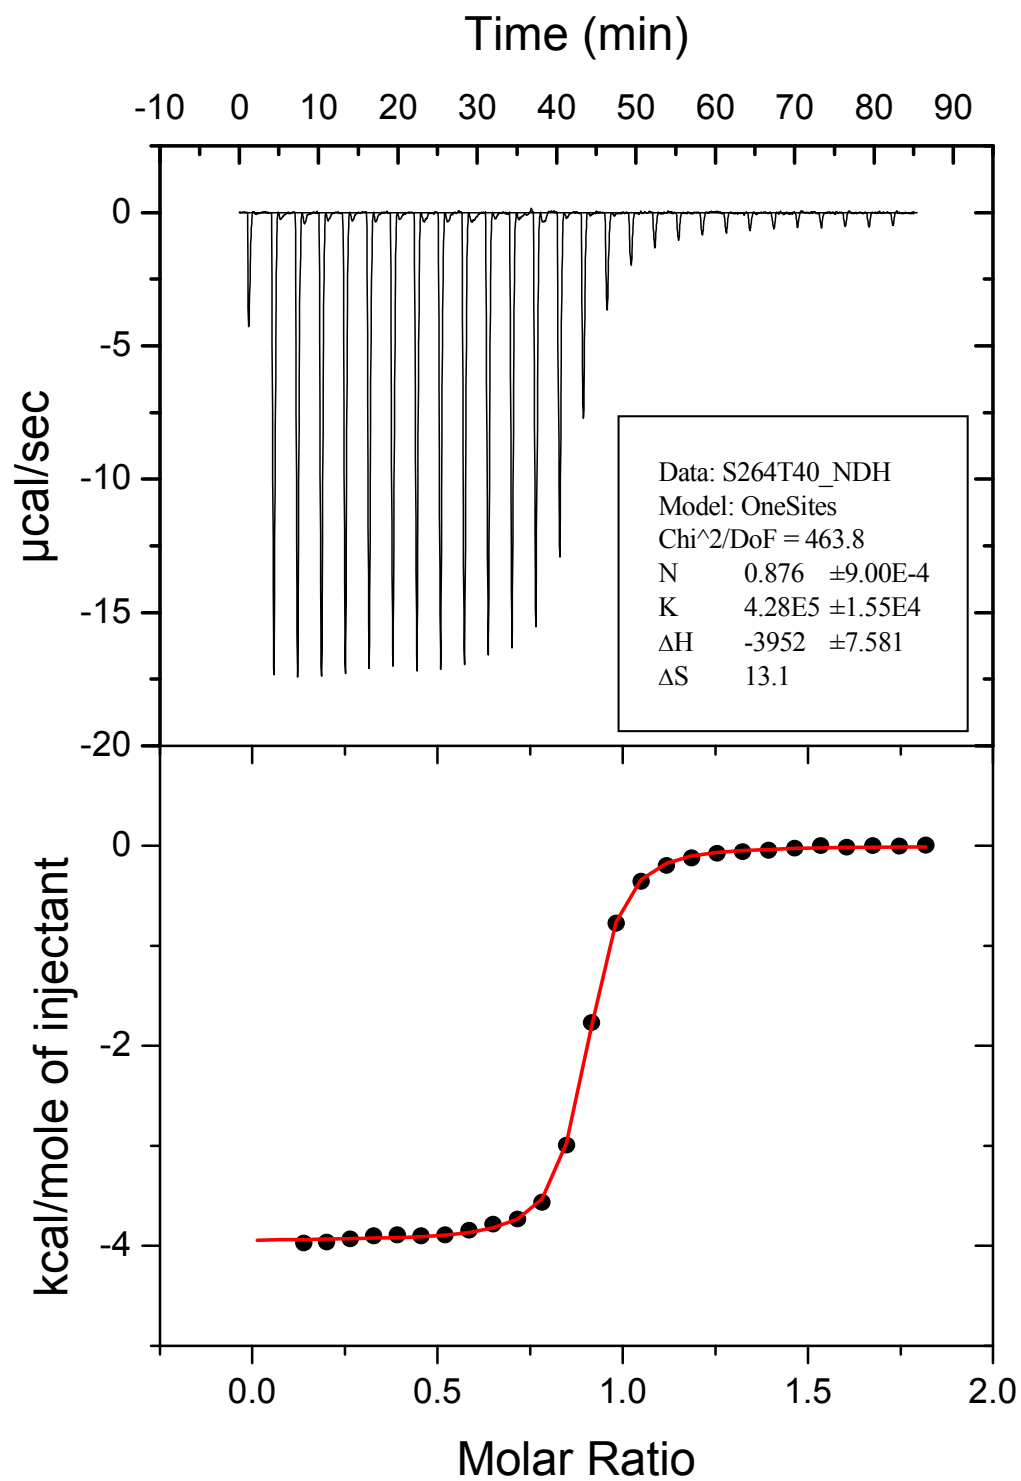 Time (min)
-10 0 10 20 30 40 50 60 70 80 90
0
-5
-10
-15
-20
µcal/sec
Data: S264T40_NDH
Model: OneSites
Chi^2/DoF = 463.8
N 0.876 ±9.00E-4
K 4.28E5 ±1.55E4
ΔH -3952 ±7.581
ΔS 13.1
0
-2
-4
kcal/mole of injectant
0.0 0.5 1.0 1.5 2.0
Molar Ratio